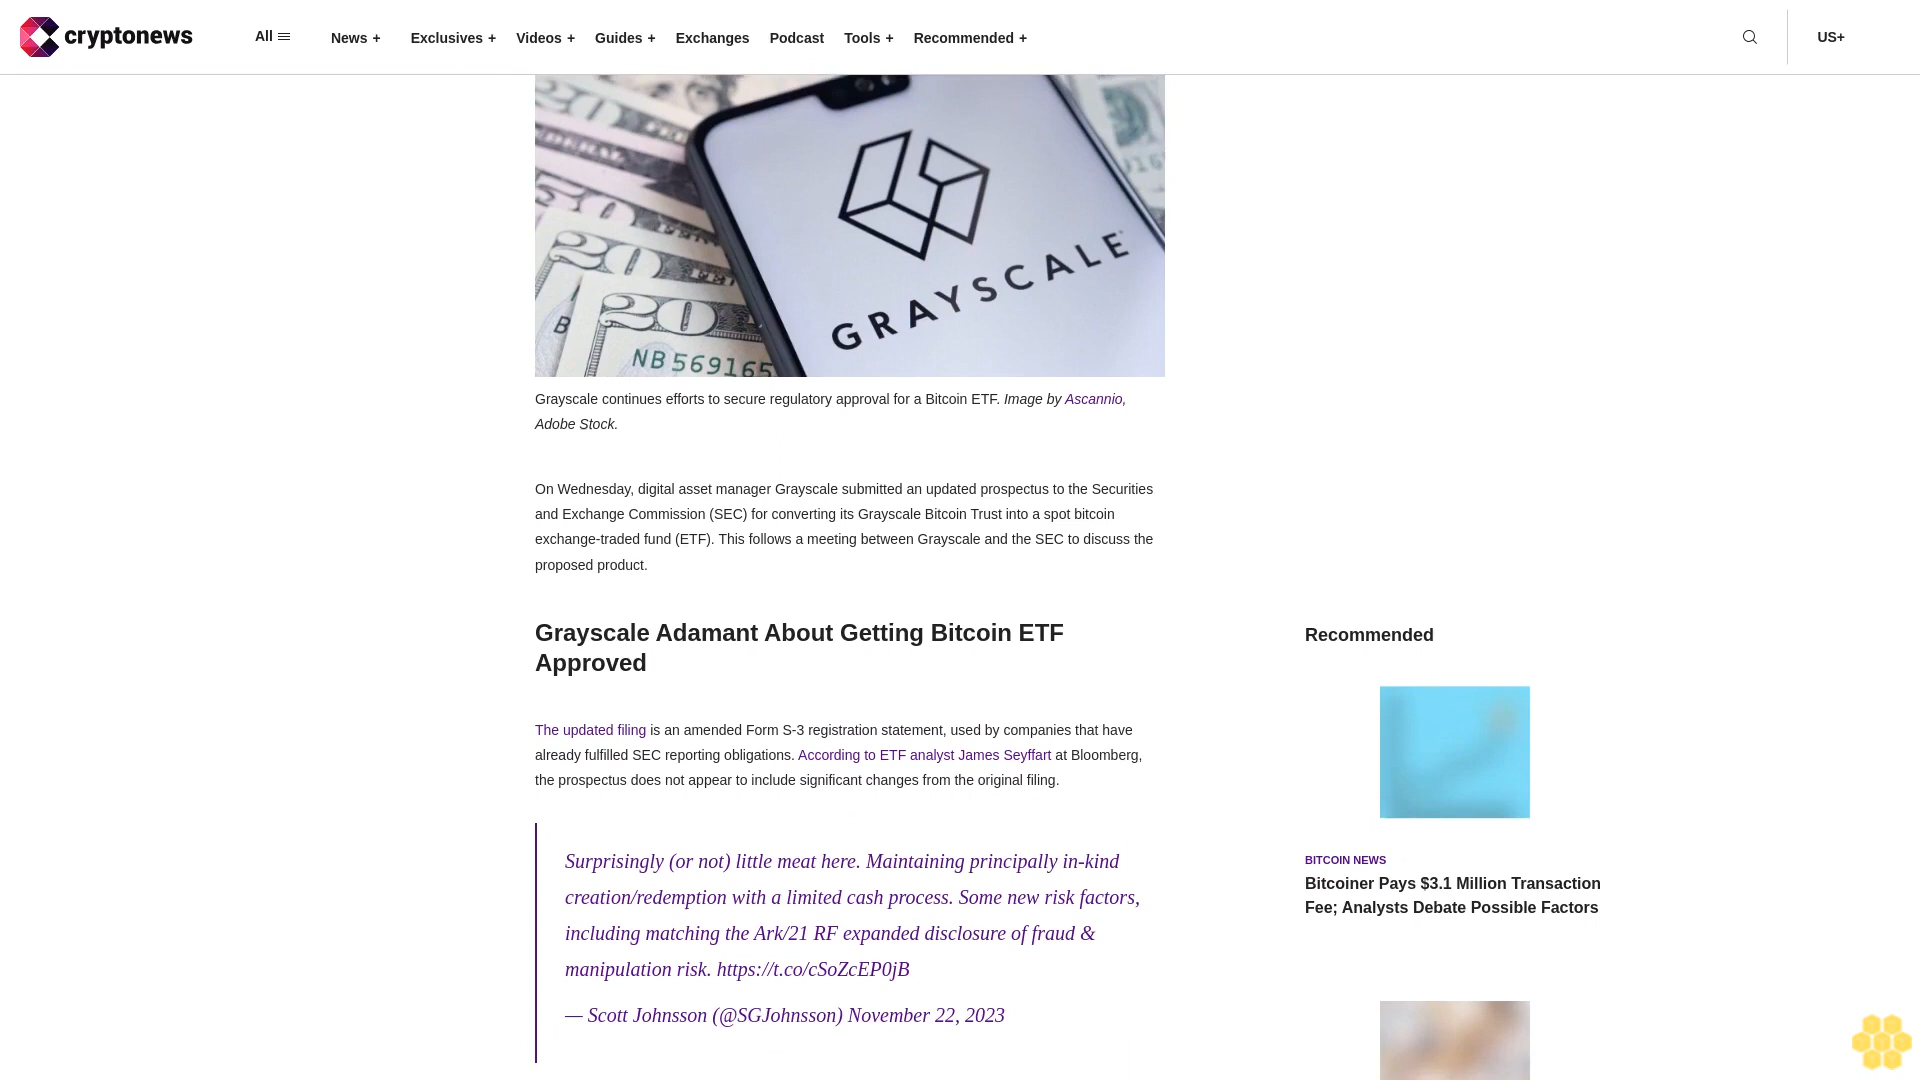 cryptonews
All
News +
Exclusives +
Videos +
Guides +
Exchanges
Podcast
Tools +
Recommended +
US+
20
20
B
NB569165
GRAYSCALE
Grayscale continues efforts to secure regulatory approval for a Bitcoin ETF. Image by Ascannio,
Adobe Stock.
On Wednesday, digital asset manager Grayscale submitted an updated prospectus to the Securities
and Exchange Commission (SEC) for converting its Grayscale Bitcoin Trust into a spot bitcoin
exchange-traded fund (ETF). This follows a meeting between Grayscale and the SEC to discuss the
proposed product.
Grayscale Adamant About Getting Bitcoin ETF
Approved
The updated filing is an amended Form S-3 registration statement, used by companies that have
already fulfilled SEC reporting obligations. According to ETF analyst James Seyffart at Bloomberg,
the prospectus does not appear to include significant changes from the original filing.
Surprisingly (or not) little meat here. Maintaining principally in-kind
creation/redemption with a limited cash process. Some new risk factors,
including matching the Ark/21 RF expanded disclosure of fraud &
manipulation risk. https://t.co/cSoZcEP0jB
— Scott Johnsson (@SGJohnsson) November 22, 2023
Recommended
BITCOIN NEWS
Bitcoiner Pays $3.1 Million Transaction
Fee; Analysts Debate Possible Factors